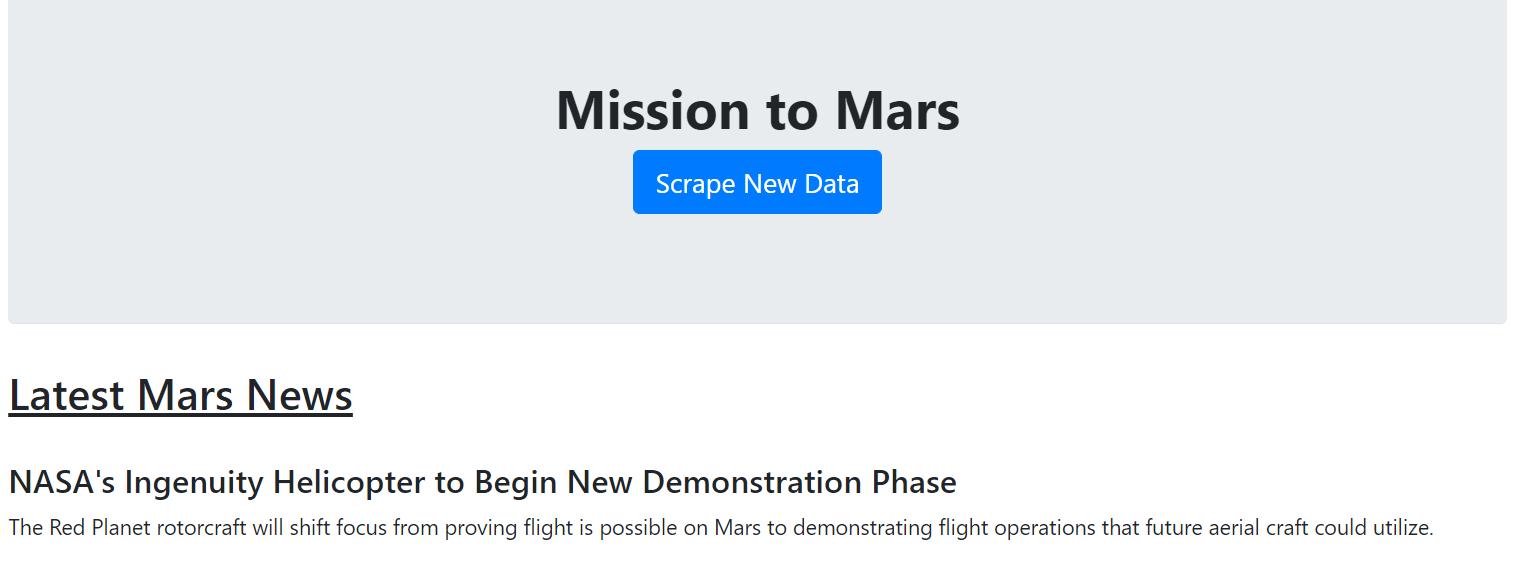 Mission to Mars
Scrape New Data
Latest Mars News
NASA's Ingenuity Helicopter to Begin New Demonstration Phase
The Red Planet rotorcraft will shift focus from proving flight is possible on Mars to demonstrating flight operations that future aerial craft could utilize.